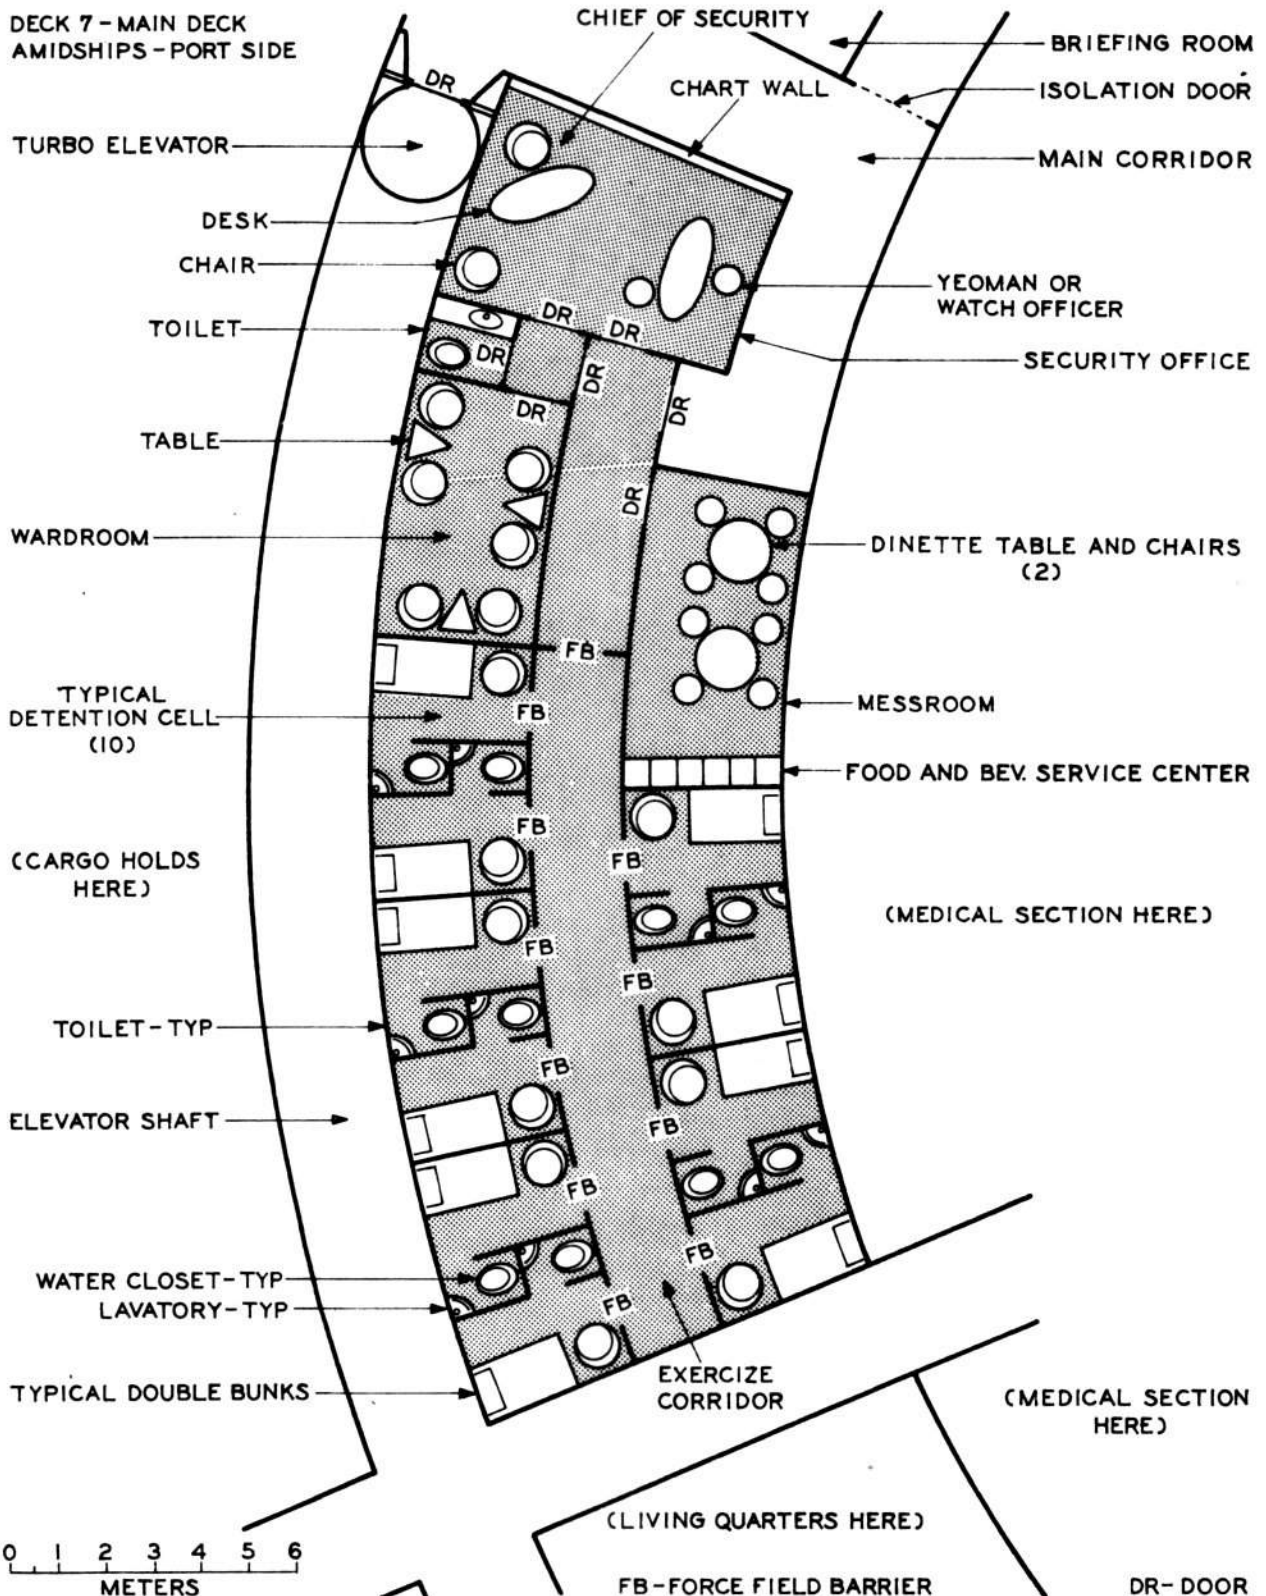 DECK 7 - MAIN DECK
AMIDSHIPS - PORT SIDE
CHIEF OF SECURITY
BRIEFING ROOM
DR
CHART WALL
ISOLATION DOOR
TURBO ELEVATOR
MAIN CORRIDOR
DESK
CHAIR
YEOMAN OR
WATCH OFFICER
TOILET
DR
DR
DR
SECURITY OFFICE
DR
DR
DR
TABLE
DR
WARDROOM
DINETTE TABLE AND CHAIRS
(2)
FB
TYPICAL
DETENTION CELL
(10)
FB
MESSROOM
FOOD AND BEV. SERVICE CENTER
FB
(CARGO HOLDS
HERE)
FB
(MEDICAL SECTION HERE)
FB
FB
TOILET-TYP
FB
ELEVATOR SHAFT
FB
FB
FB
WATER CLOSET-TYP
LAVATORY-TYP
FB
TYPICAL DOUBLE BUNKS
EXERCIZE
CORRIDOR
(MEDICAL SECTION
HERE)
(LIVING QUARTERS HERE)
0 1 2 3 4 5 6
METERS
FB-FORCE FIELD BARRIER
DR-DOOR